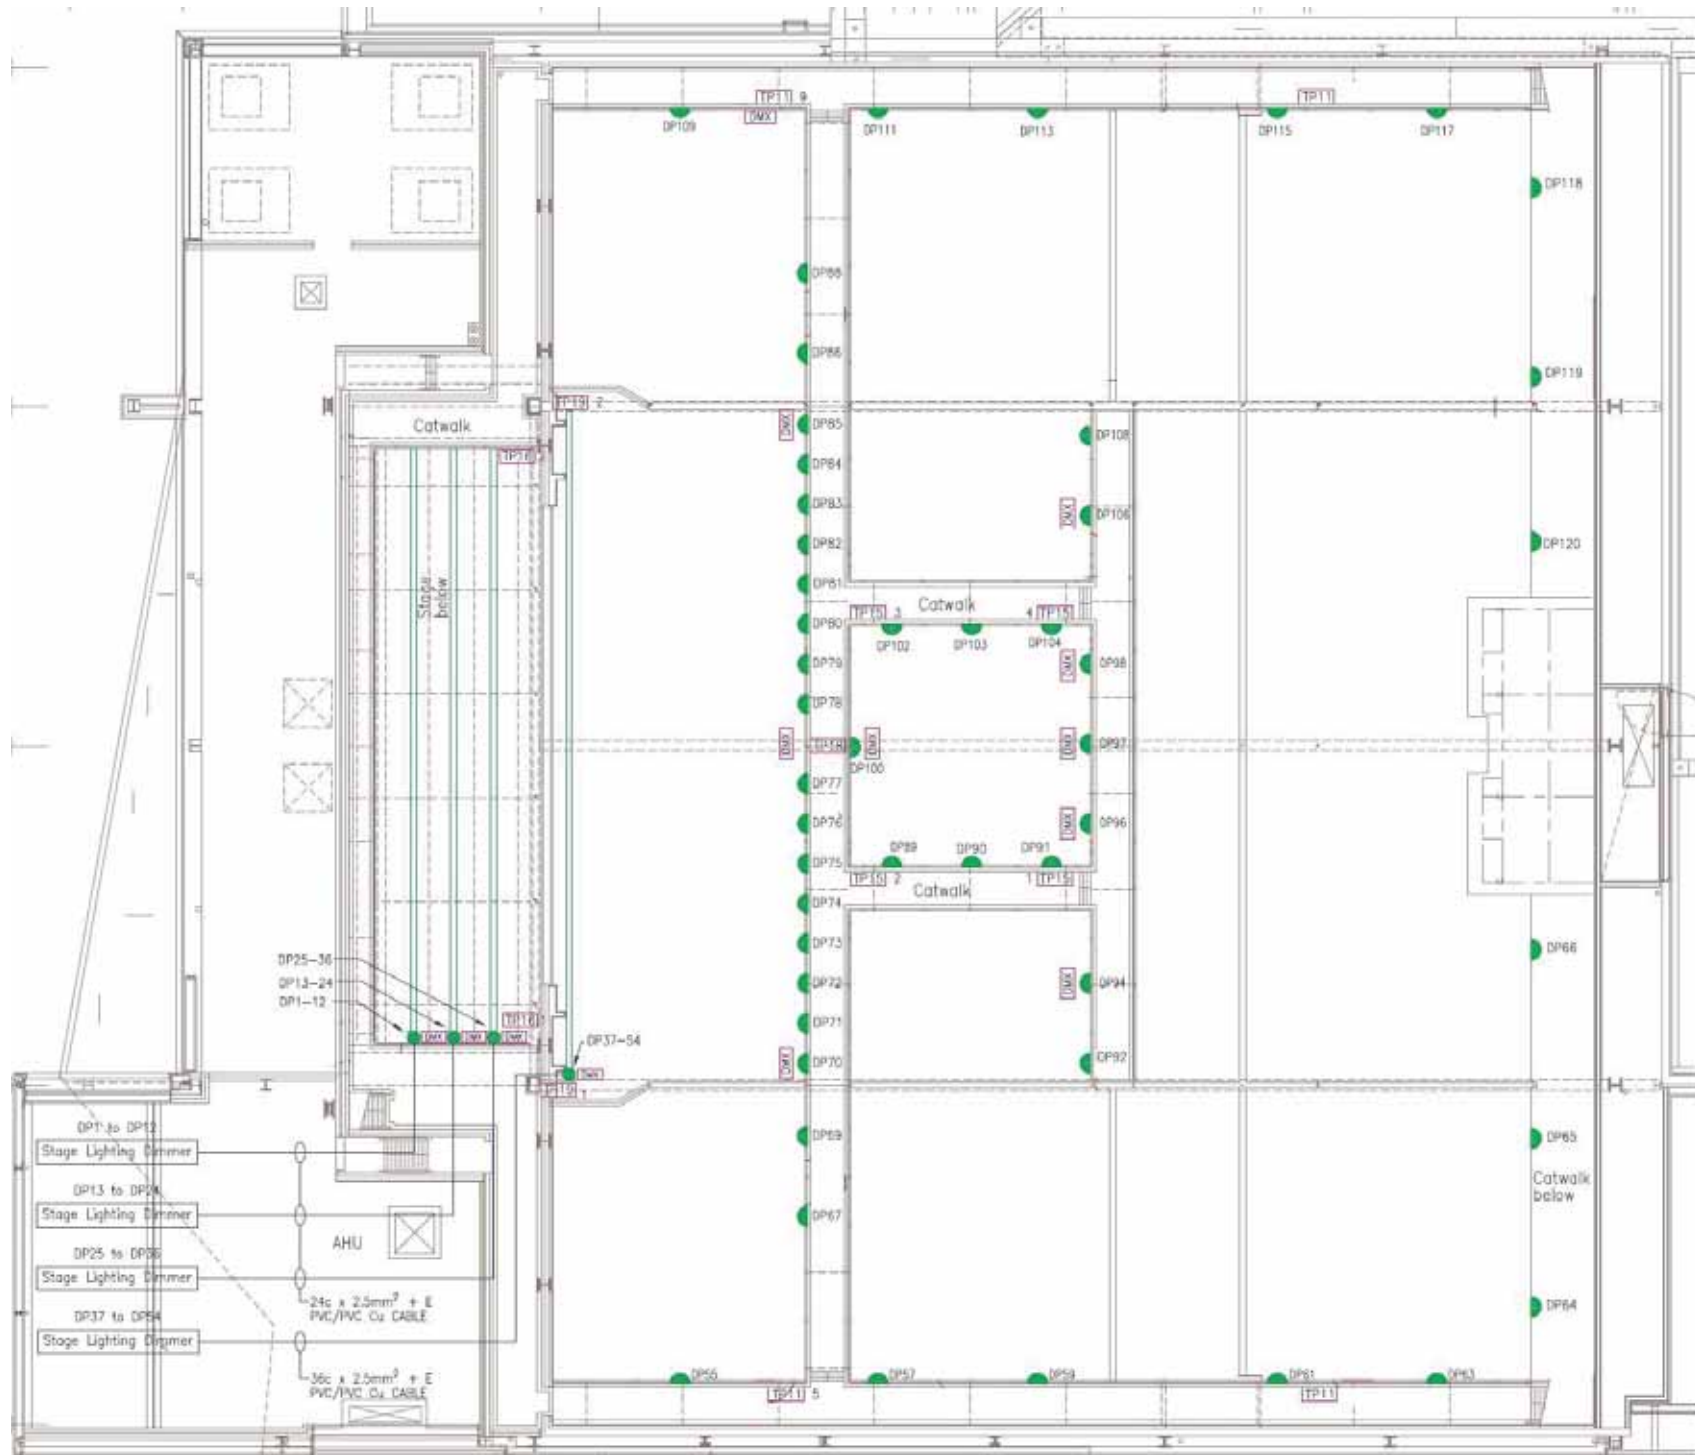 TP11 9
TP11
DMX
DP109
DP111
DP113
DP115
DP117
DP118
DP88
DP86
DP119
TP19 2
Catwalk
DMX
DP85
DP108
TP16
DP84
DP83
DMX
DP106
DP82
DP120
DP81
Stage
below
Catwalk
TP15 3
4 TP15
DP80
DP102
DP103
DP104
DP79
DMX
DP98
DP78
DMX
DMX
DMX
DP97
DP100
DP77
DP76
DMX
DP96
DP89
DP90
DP91
DP75
TP15 2
1 TP15
Catwalk
DP74
DP73
DP66
DP25-36
DP13-24
DP1-12
DP72
DMX
DP94
TP16
DP71
DMX
DMX
DMX
DP37-54
DMX
DP70
DP92
DMX
TP19 1
DP1 to DP12
Stage Lighting Dimmer
DP69
DP65
DP13 to DP24
Stage Lighting Dimmer
Catwalk
below
DP67
AHU
DP25 to DP36
Stage Lighting Dimmer
24c x 2.5mm² + E
PVC/PVC Cu CABLE
DP64
DP37 to DP54
Stage Lighting Dimmer
36c x 2.5mm² + E
PVC/PVC Cu CABLE
DP55
DP57
DP59
DP61
DP63
TP11 5
TP11